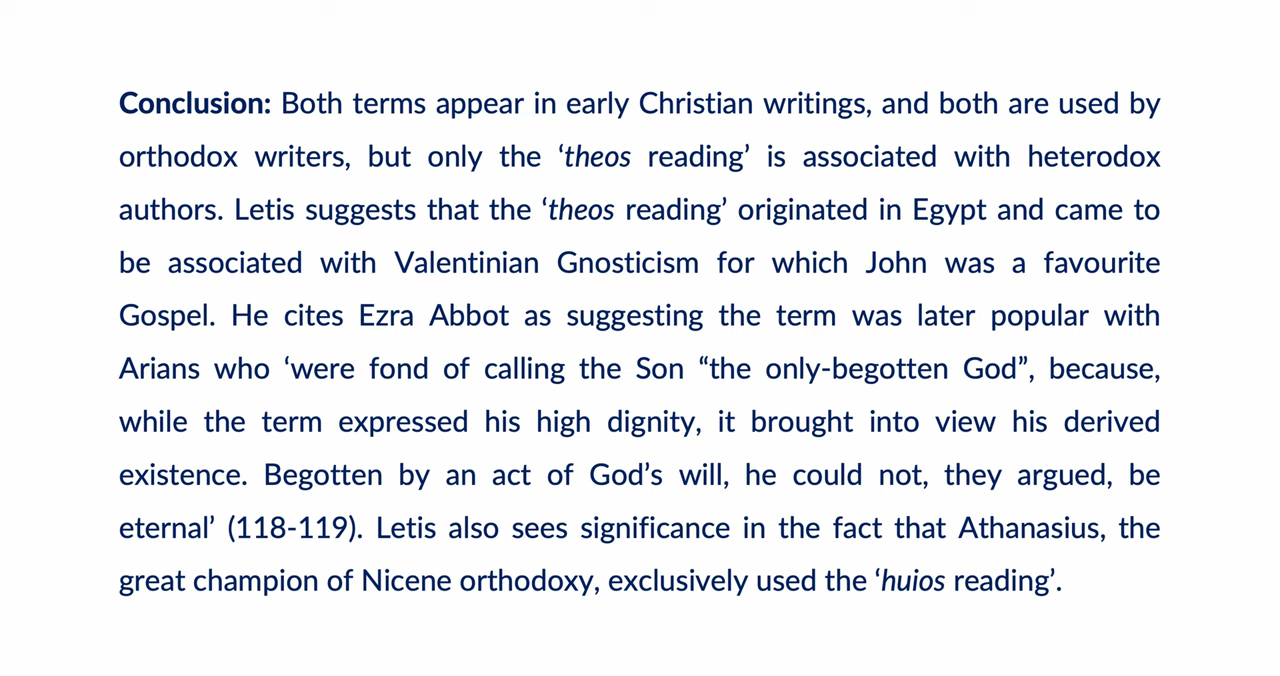 Conclusion: Both terms appear in early Christian writings, and both are used by
orthodox writers, but only the ‘theos reading’ is associated with heterodox
authors. Letis suggests that the ‘theos reading’ originated in Egypt and came to
be associated with Valentinian Gnosticism for which John was a favourite
Gospel. He cites Ezra Abbot as suggesting the term was later popular with
Arians who ‘were fond of calling the Son “the only-begotten God”, because,
while the term expressed his high dignity, it brought into view his derived
existence. Begotten by an act of God’s will, he could not, they argued, be
eternal’ (118-119). Letis also sees significance in the fact that Athanasius, the
great champion of Nicene orthodoxy, exclusively used the ‘huios reading’.